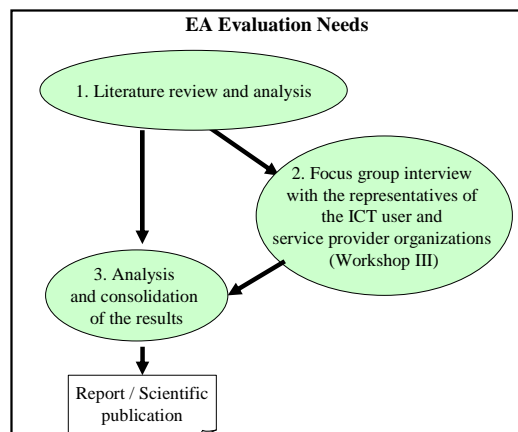 EA Evaluation Needs
1. Literature review and analysis
2. Focus group interview
with the representatives of
the ICT user and
service provider organizations
(Workshop III)
3. Analysis
and consolidation
of the results
Report / Scientific
publication